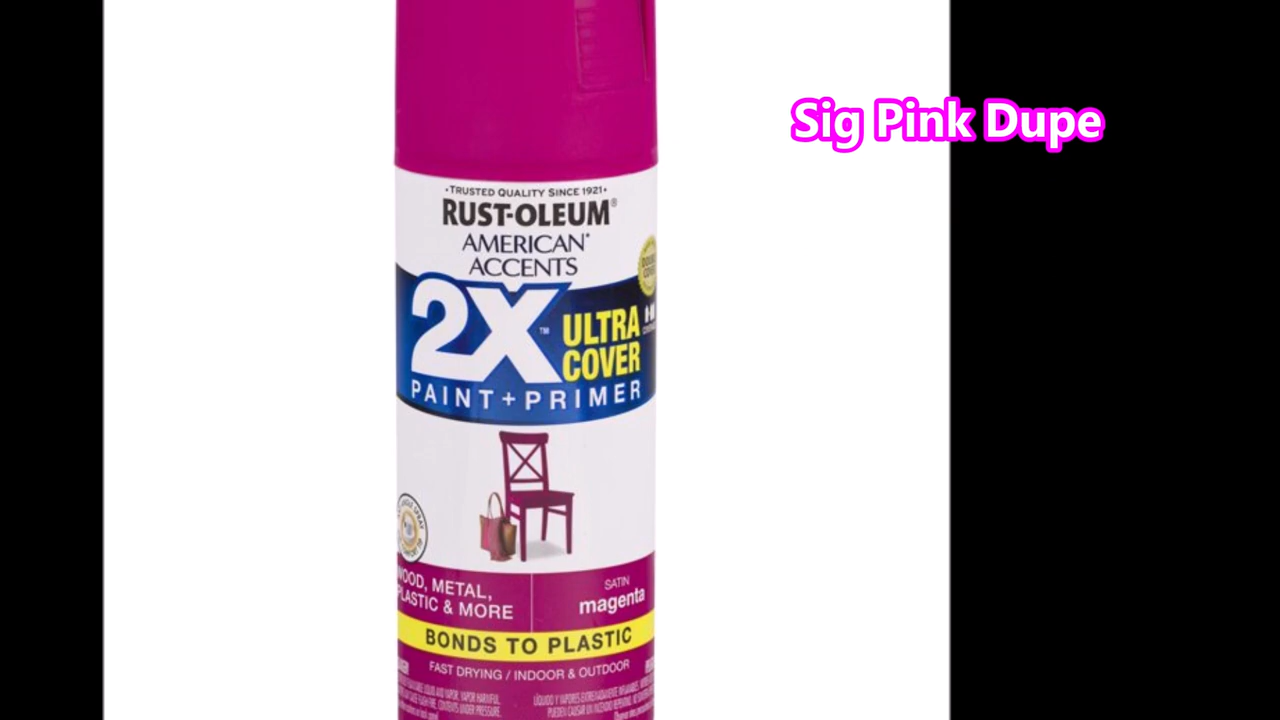 Sig Pink Dupe
•TRUSTED QUALITY SINCE 1921•
RUST-OLEUM®
AMERICAN
ACCENTS
2X™
ULTRA
COVER
PAINT+PRIMER
WOOD, METAL,
PLASTIC & MORE
SATIN
magenta
BONDS TO PLASTIC
FAST DRYING / INDOOR & OUTDOOR